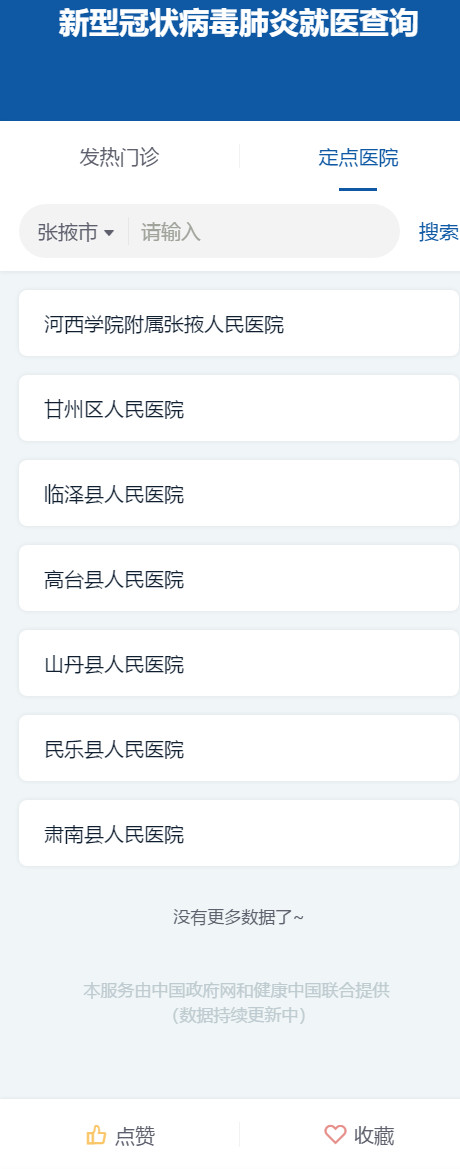 新型冠状病毒肺炎就医查询
发热门诊 定点医院
张掖市 请输入 搜索
河西学院附属张掖人民医院
甘州区人民医院
临泽县人民医院
高台县人民医院
山丹县人民医院
民乐县人民医院
肃南县人民医院
没有更多数据了~
本服务由中国政府网和健康中国联合提供
（数据持续更新中）
点赞 收藏